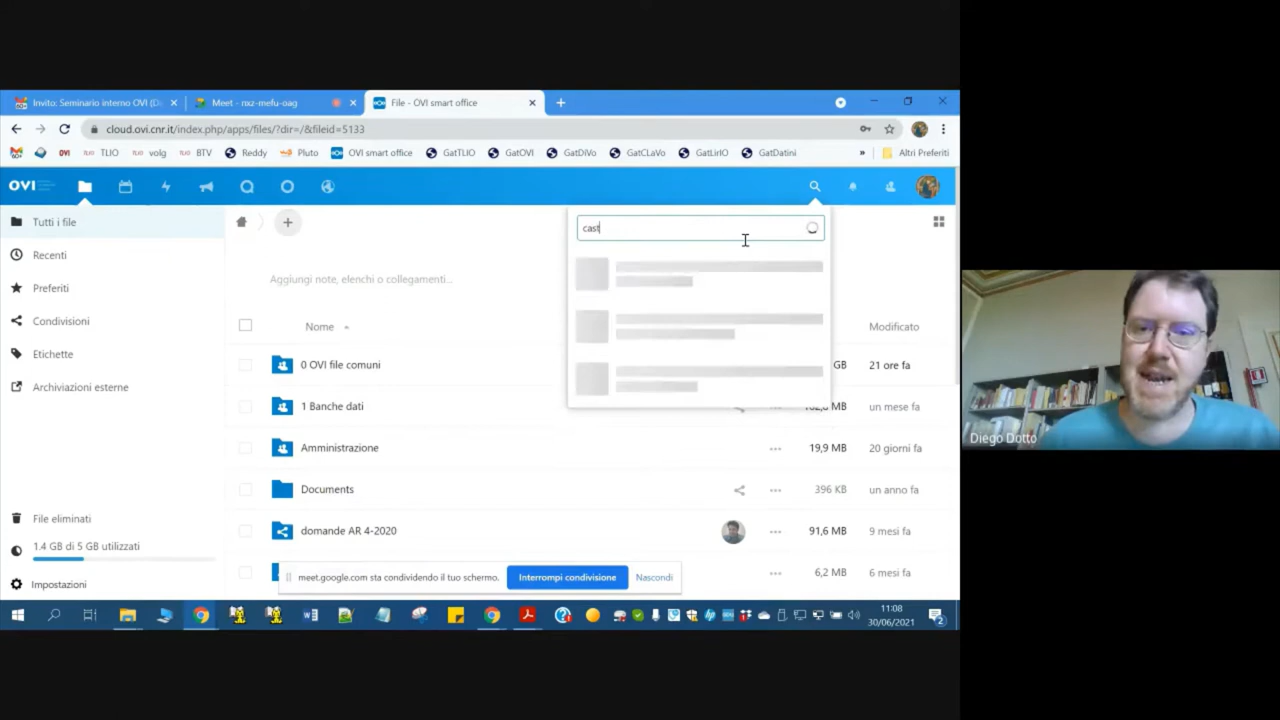 Invito: Seminario interno OVI (D
Meet - nxz-mefu-oag
File - OVI smart office
cloud.ovi.cnr.it/index.php/apps/files/?dir=/&fileid=5133
OVI TLIO TLIO volg TLIO BTV Reddy Pluto OVI smart office GatTLIO GatOVI GatDiVo GatCLaVo GatLirIO GatDatini » Altri Preferiti
OVI
Tutti i file
cast
Recenti
Aggiungi note, elenchi o collegamenti...
Preferiti
Condivisioni
Nome
Modificato
Etichette
0 OVI file comuni GB 21 ore fa
Archiviazioni esterne
1 Banche dati MB un mese fa
Amministrazione 19,9 MB 20 giorni fa
Diego Dotto
Documents 396 KB un anno fa
File eliminati
domande AR 4-2020 91,6 MB 9 mesi fa
1.4 GB di 5 GB utilizzati
6,2 MB 6 mesi fa
meet.google.com sta condividendo il tuo schermo. Interrompi condivisione Nascondi
Impostazioni
11:08
30/06/2021
2